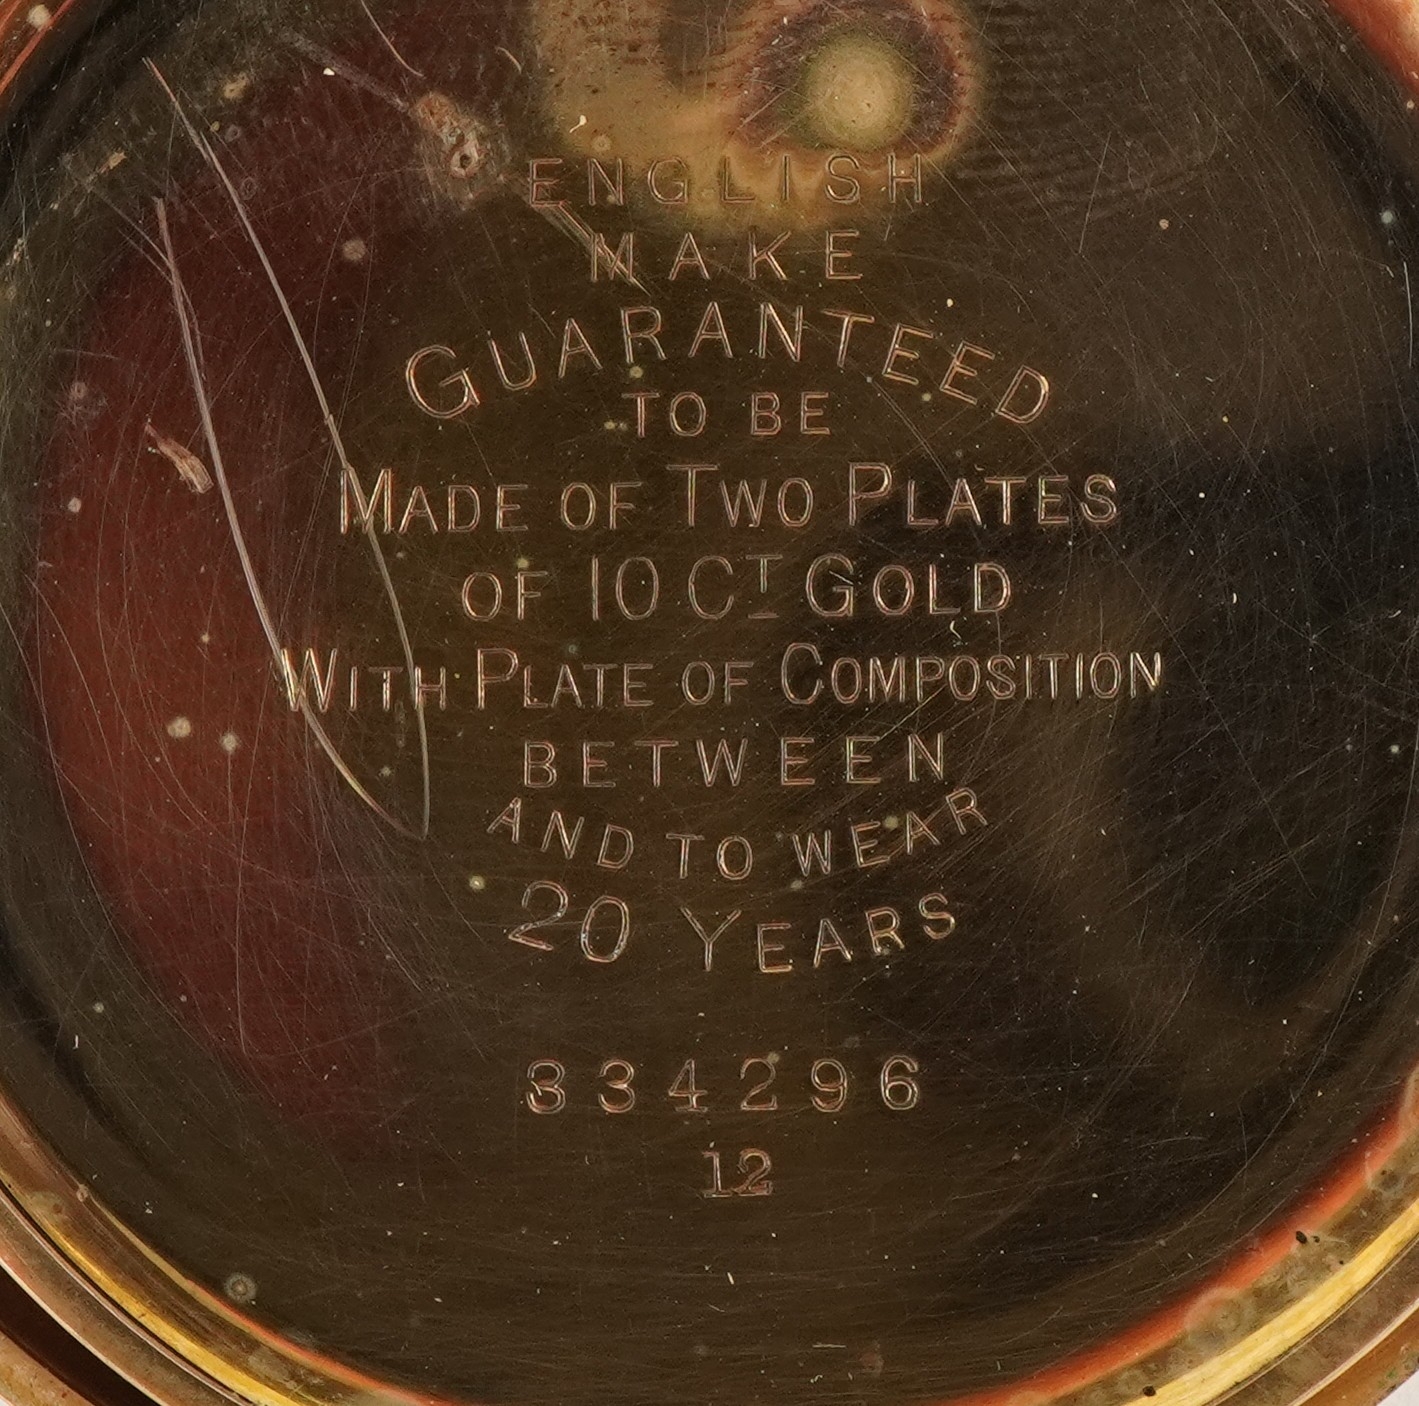 ENGLISH
MAKE
GUARANTEED
TO BE
MADE OF TWO PLATES
OF 10 CT GOLD
WITH PLATE OF COMPOSITION
BETWEEN
AND TO WEAR
20 YEARS
334296
12